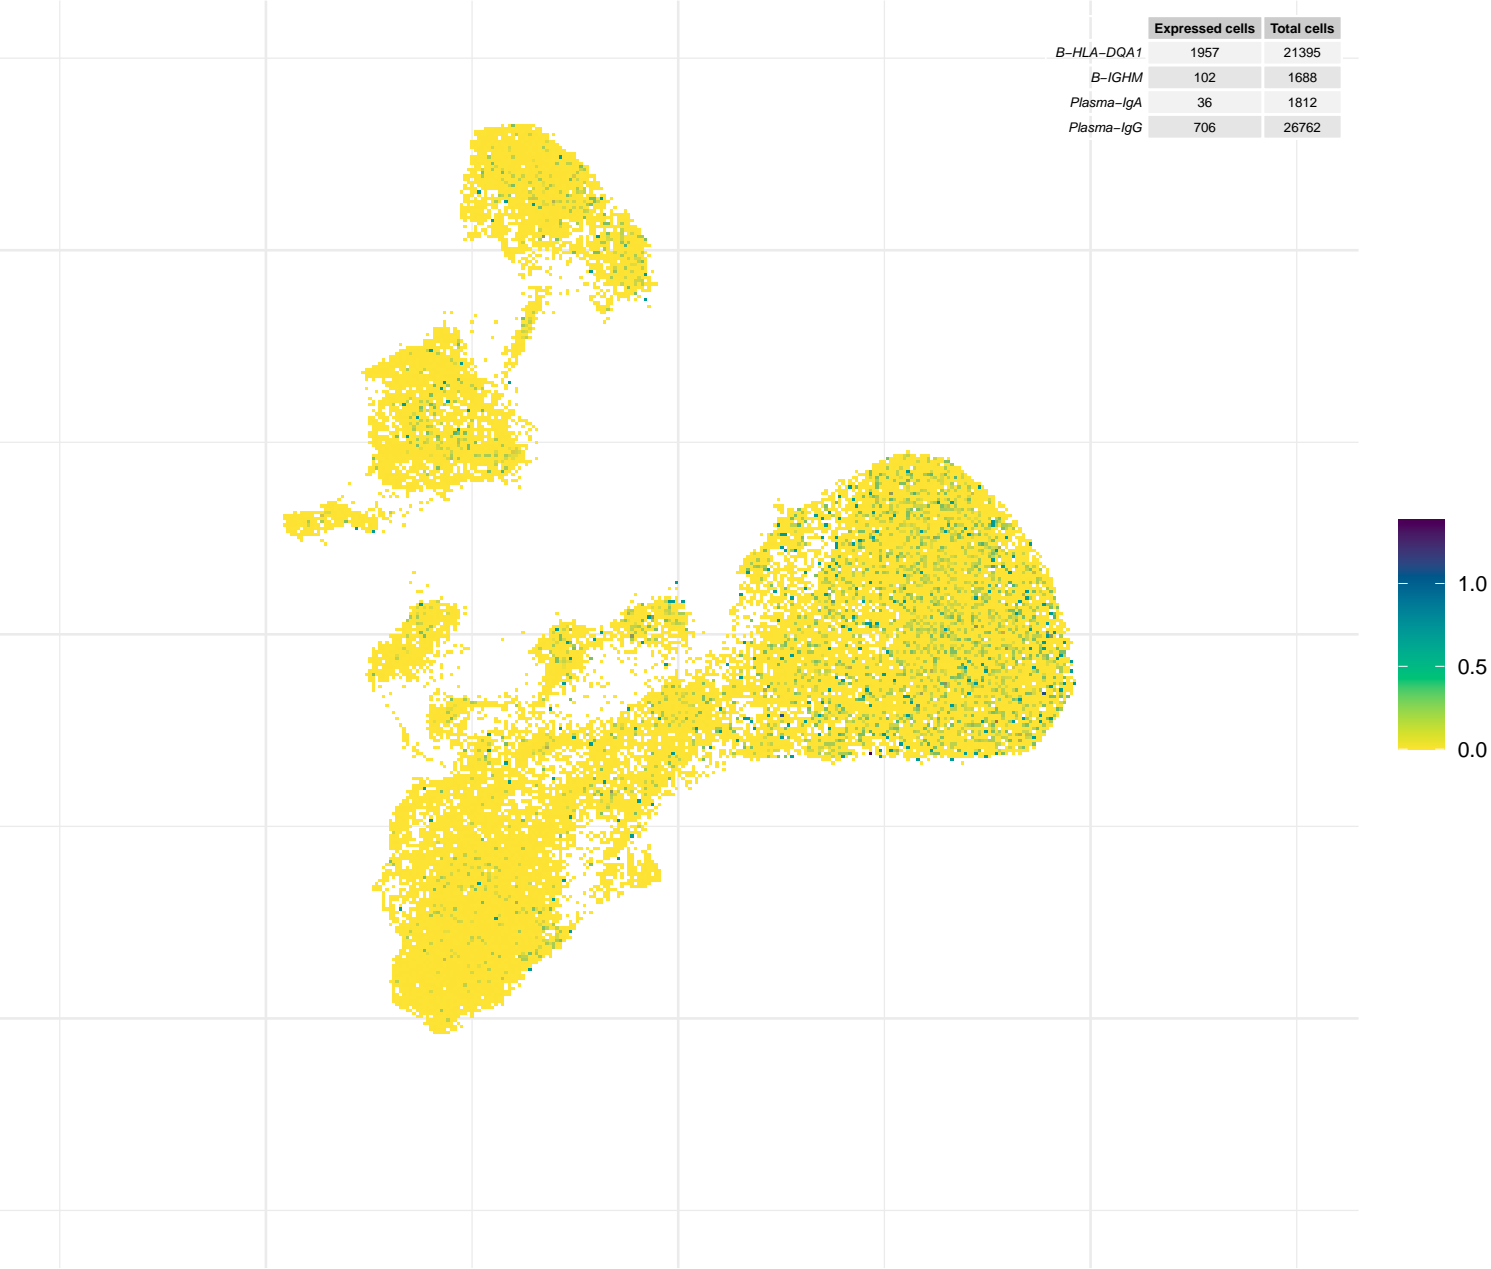 Expressed cells Total cells
B−HLA−DQA1 1957 21395
B−IGHM 102 1688
Plasma−IgA 36 1812
Plasma−IgG 706 26762
1.0
0.5
0.0